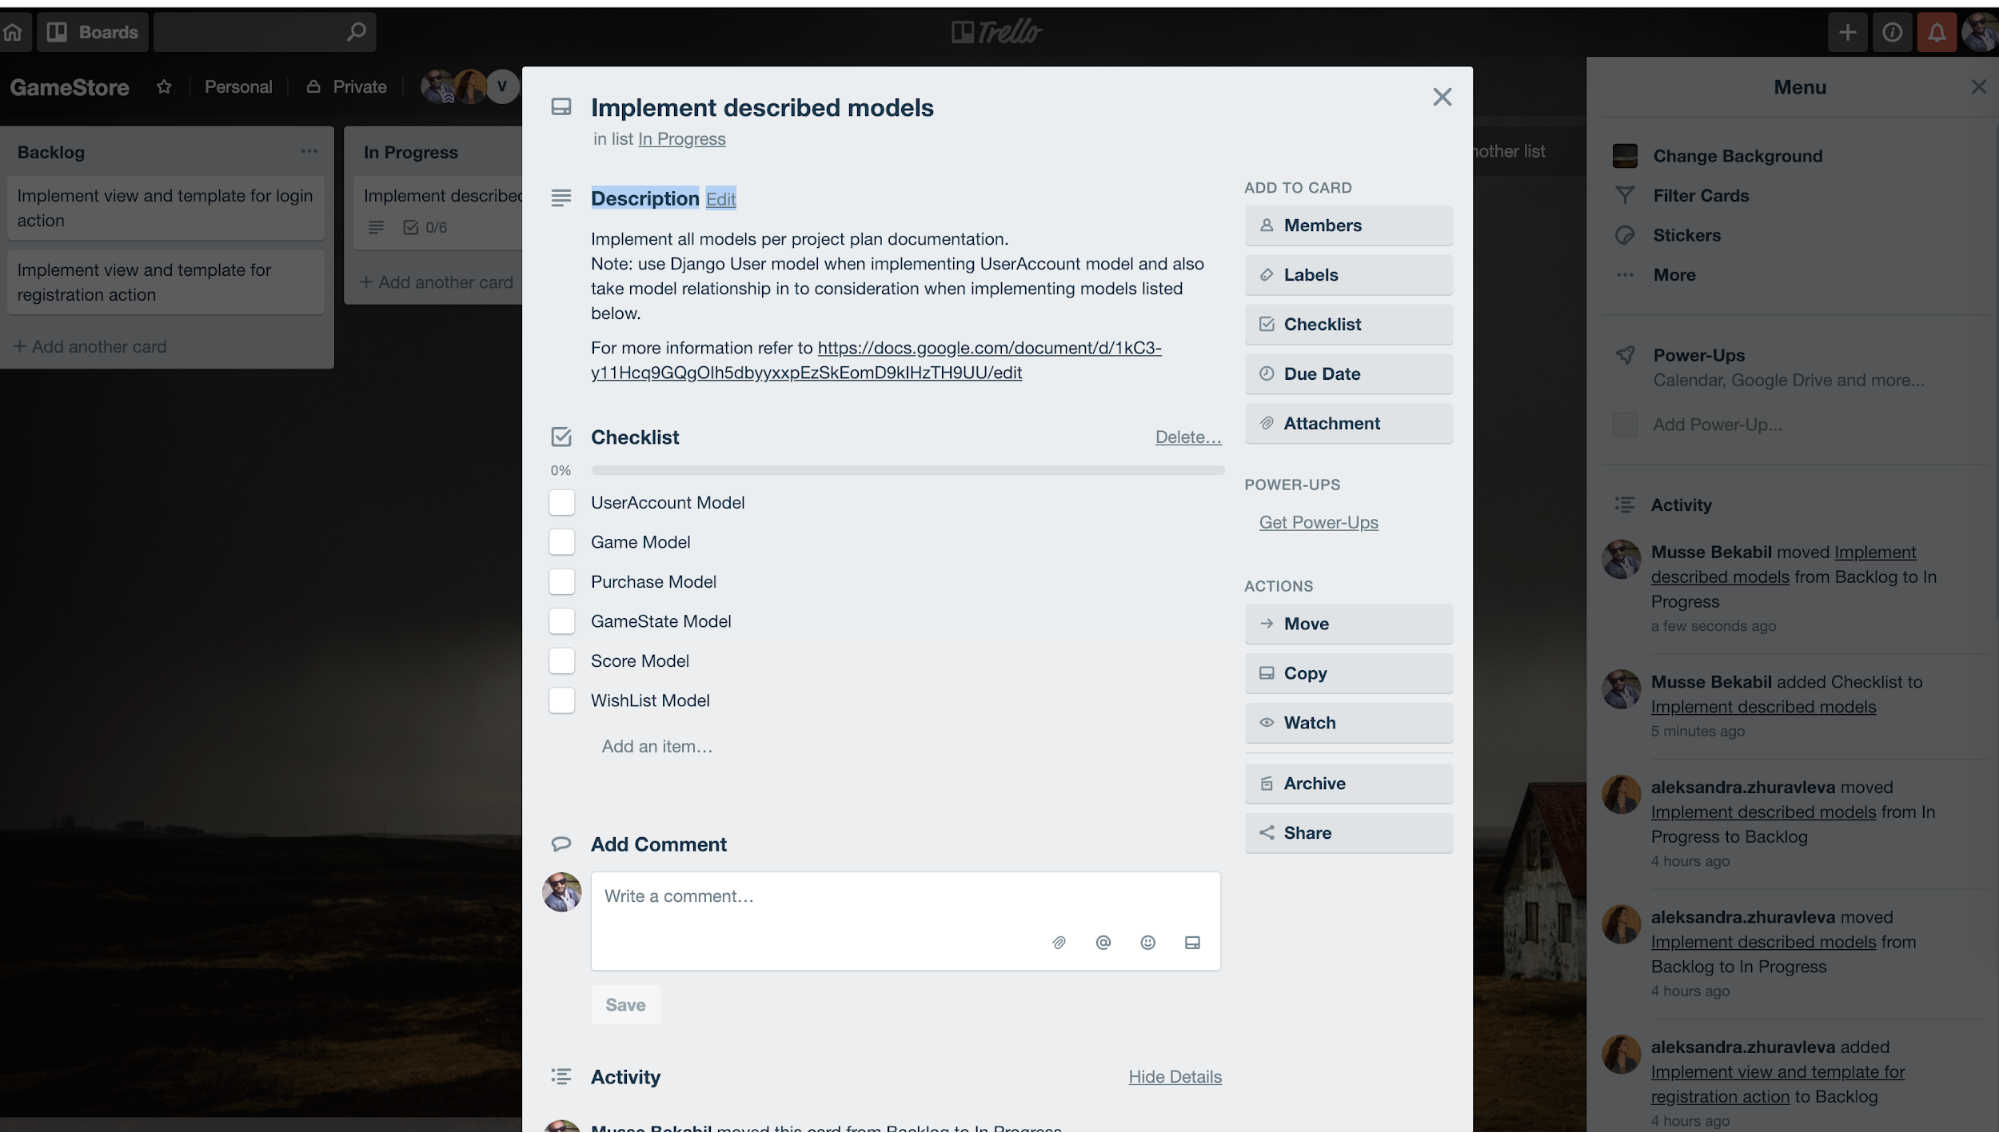 Boards
Trello
GameStore
Personal
Private
V
Backlog
Implement view and template for login
action
Implement view and template for
registration action
+ Add another card
In Progress
Implement described
0/6
+ Add another card
Implement described models
in list In Progress
Description Edit
Implement all models per project plan documentation.
Note: use Django User model when implementing UserAccount model and also
take model relationship in to consideration when implementing models listed
below.
For more information refer to https://docs.google.com/document/d/1kC3-
y11Hcq9GQgOlh5dbyyxxpEzSkEomD9kIHzTH9UU/edit
Checklist
Delete…
0%
UserAccount Model
Game Model
Purchase Model
GameState Model
Score Model
WishList Model
Add an item…
Add Comment
Write a comment…
Save
Activity
Hide Details
Musse Bekabil moved this card from Backlog to In Progress
ADD TO CARD
Members
Labels
Checklist
Due Date
Attachment
POWER-UPS
Get Power-Ups
ACTIONS
Move
Copy
Watch
Archive
Share
nother list
Menu
Change Background
Filter Cards
Stickers
More
Power-Ups
Calendar, Google Drive and more...
Add Power-Up...
Activity
Musse Bekabil moved Implement
described models from Backlog to In
Progress
a few seconds ago
Musse Bekabil added Checklist to
Implement described models
5 minutes ago
aleksandra.zhuravleva moved
Implement described models from In
Progress to Backlog
4 hours ago
aleksandra.zhuravleva moved
Implement described models from
Backlog to In Progress
4 hours ago
aleksandra.zhuravleva added
Implement view and template for
registration action to Backlog
4 hours ago